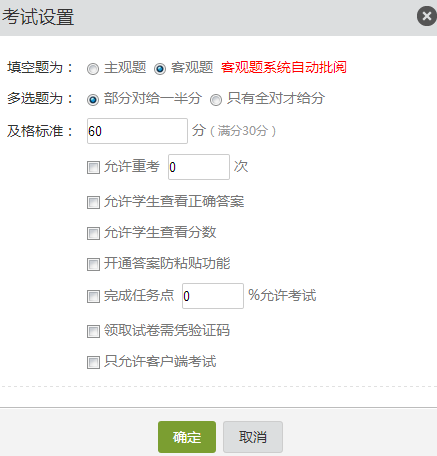 考试设置
填空题为： 主观题 客观题 客观题系统自动批阅
多选题为： 部分对给一半分 只有全对才给分
及格标准： 60 分（满分30分）
允许重考 0 次
允许学生查看正确答案
允许学生查看分数
开通答案防粘贴功能
完成任务点 0 %允许考试
领取试卷需凭验证码
只允许客户端考试
确定 取消